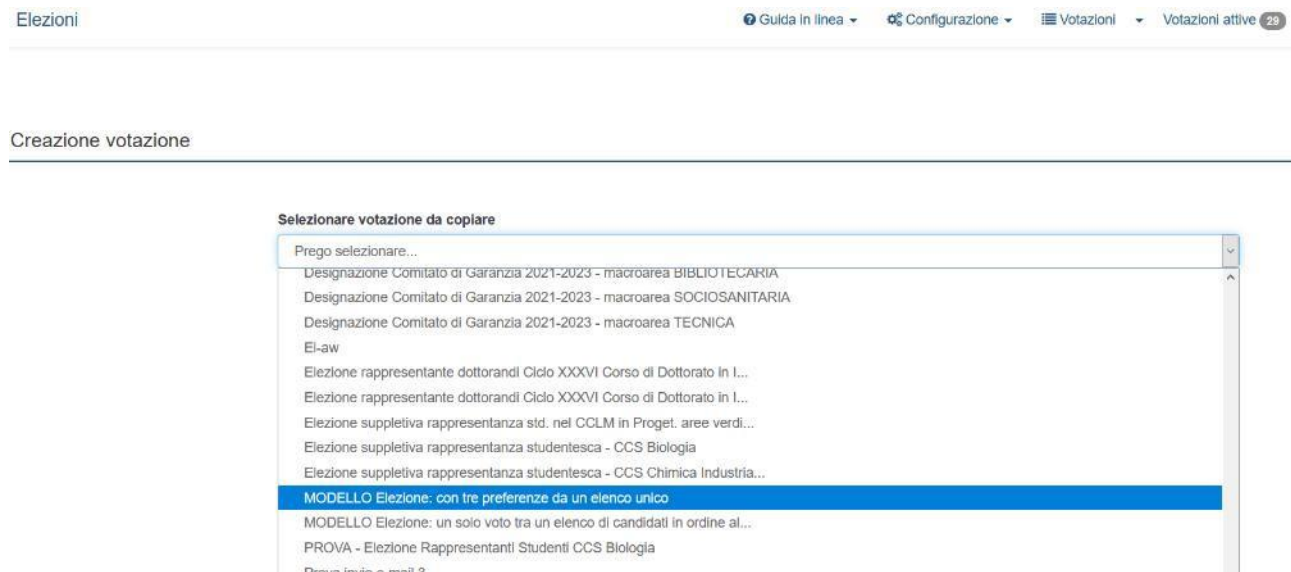 Elezioni
Guida in linea
Configurazione
Votazioni
Votazioni attive 29
Creazione votazione
Selezionare votazione da copiare
Prego selezionare...
Designazione Comitato di Garanzia 2021-2023 - macroarea BIBLIOTECARIA
Designazione Comitato di Garanzia 2021-2023 - macroarea SOCIOSANITARIA
Designazione Comitato di Garanzia 2021-2023 - macroarea TECNICA
El-aw
Elezione rappresentante dottorandi Ciclo XXXVI Corso di Dottorato in I...
Elezione rappresentante dottorandi Ciclo XXXVI Corso di Dottorato in I...
Elezione suppletiva rappresentanza std. nel CCLM in Proget. aree verdi...
Elezione suppletiva rappresentanza studentesca - CCS Biologia
Elezione suppletiva rappresentanza studentesca - CCS Chimica Industria...
MODELLO Elezione: con tre preferenze da un elenco unico
MODELLO Elezione: un solo voto tra un elenco di candidati in ordine al...
PROVA - Elezione Rappresentanti Studenti CCS Biologia
Prova invio e-mail 3